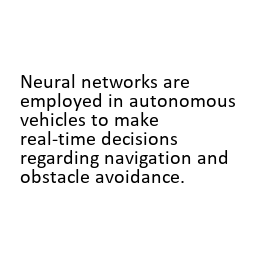 Neural networks are
employed in autonomous
vehicles to make
real-time decisions
regarding navigation and
obstacle avoidance.